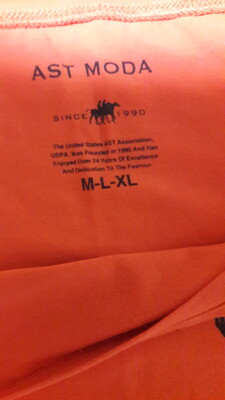 AST MODA
SINCE 1990
The United States AST Association,
USPA. was Founded in 1990 and Has
Enjoyed Over 24 Years Of Excellence
And Dedication To The Fashion
M-L-XL